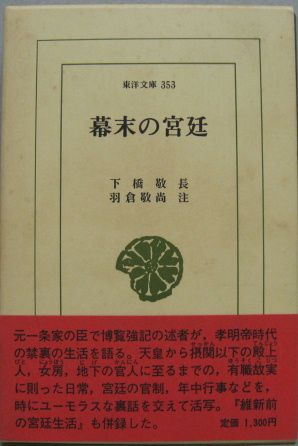 東洋文庫 353
幕末の宮廷
下橋敬長
羽倉敬尚 注
元一条家の臣で博覧強記の述者が，孝明帝時代
の禁裏の生活を語る。天皇から摂関以下の殿上
人，女房，地下の官人に至るまでの，有職故実
に則った日常，宮廷の官制，年中行事などを，
時にユーモラスな裏話を交えて活写。『維新前
の宮廷生活』も併録した。
定価 1,300円